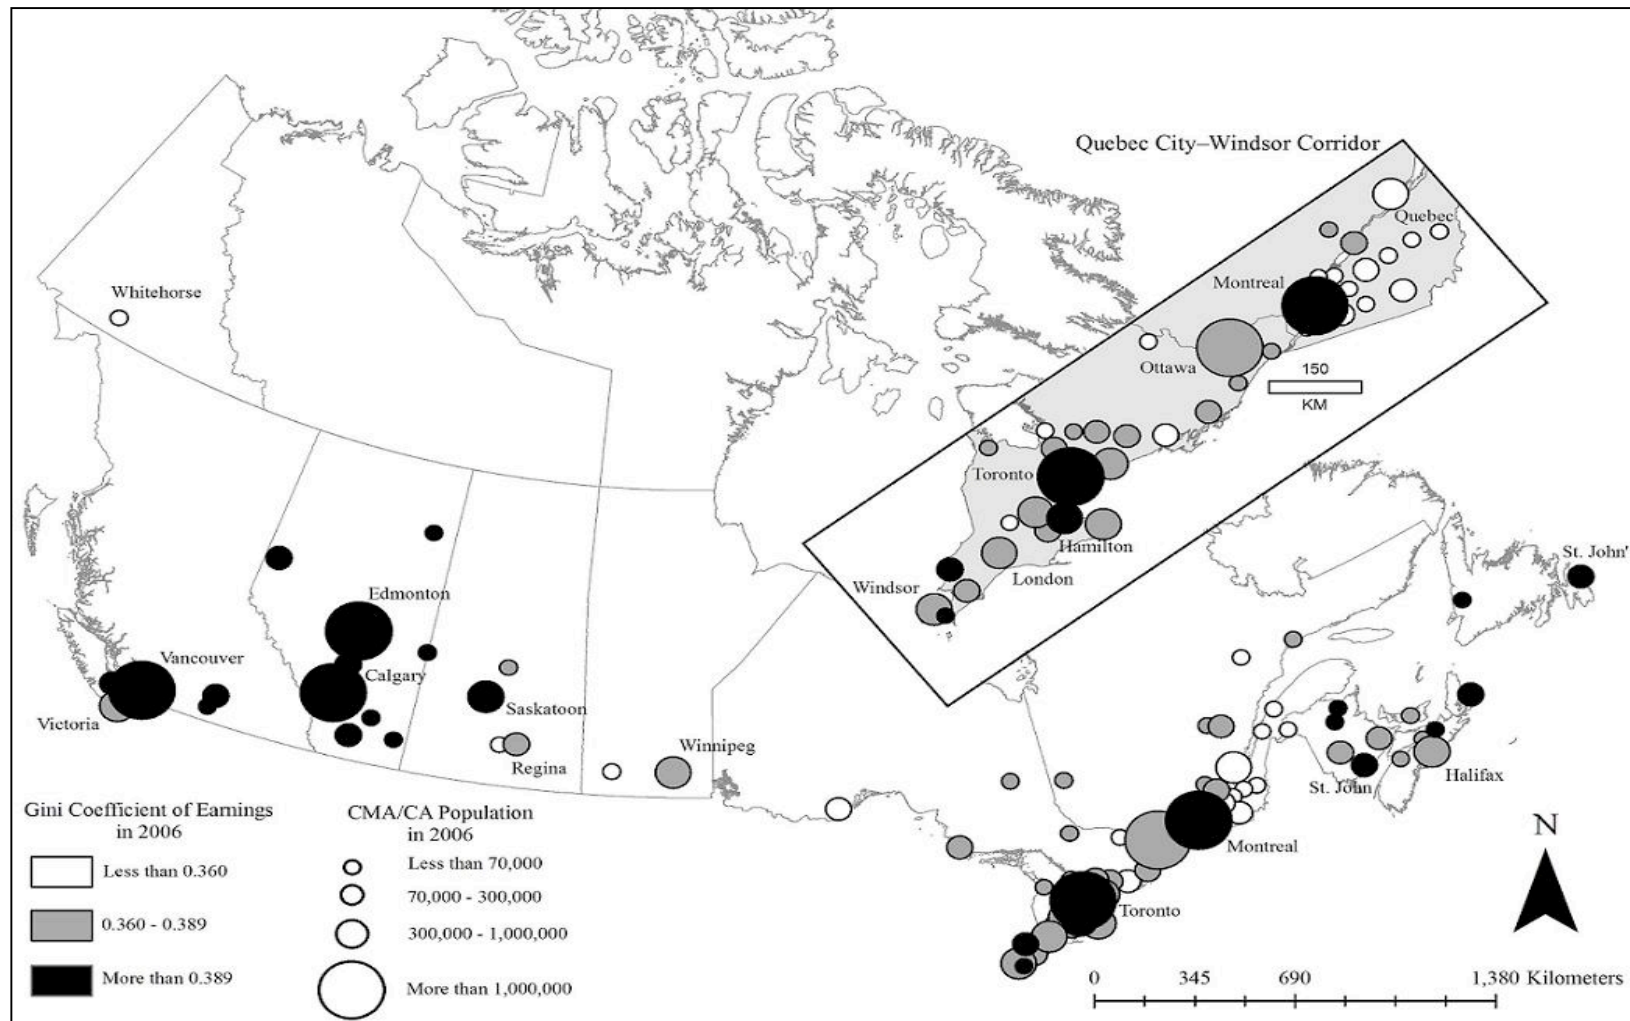 Quebec City–Windsor Corridor
Quebec
Whitehorse
Montreal
Ottawa
150
KM
Toronto
Hamilton
London
Windsor
St. John'
Edmonton
Vancouver
Calgary
Victoria
Saskatoon
Regina
Winnipeg
St. John
Halifax
Montreal
Toronto
N
Gini Coefficient of Earnings
in 2006
Less than 0.360
0.360 - 0.389
More than 0.389
CMA/CA Population
in 2006
Less than 70,000
70,000 - 300,000
300,000 - 1,000,000
More than 1,000,000
0 345 690 1,380 Kilometers